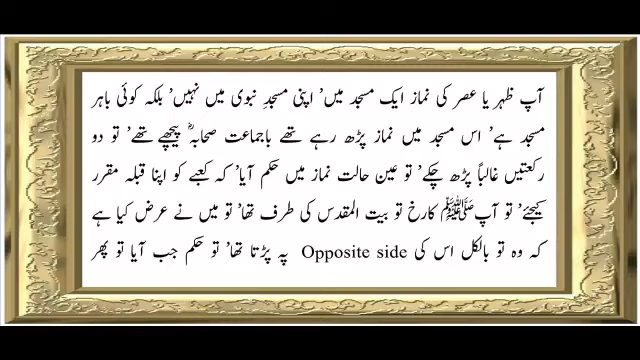 آپ ظہر یا عصر کی نماز ایک مسجد میں’ اپنی مسجدِ نبوی میں نہیں’ بلکہ کوئی باہر
مسجد ہے’ اس مسجد میں نماز پڑھ رہے تھے باجماعت صحابہؓ پیچھے تھے’ تو دو
رکعتیں غالباً پڑھ چکے’ تو عین حالت نماز میں حکم آیا’ کہ کعبے کو اپنا قبلہ مقرر
کیجئے’ تو آپ ﷺ کا رخ تو بیت المقدس کی طرف تھا’ تو میں نے عرض کیا ہے
کہ وہ تو بالکل اس کی Opposite side پہ پڑتا تھا’ تو حکم جب آیا تو پھر